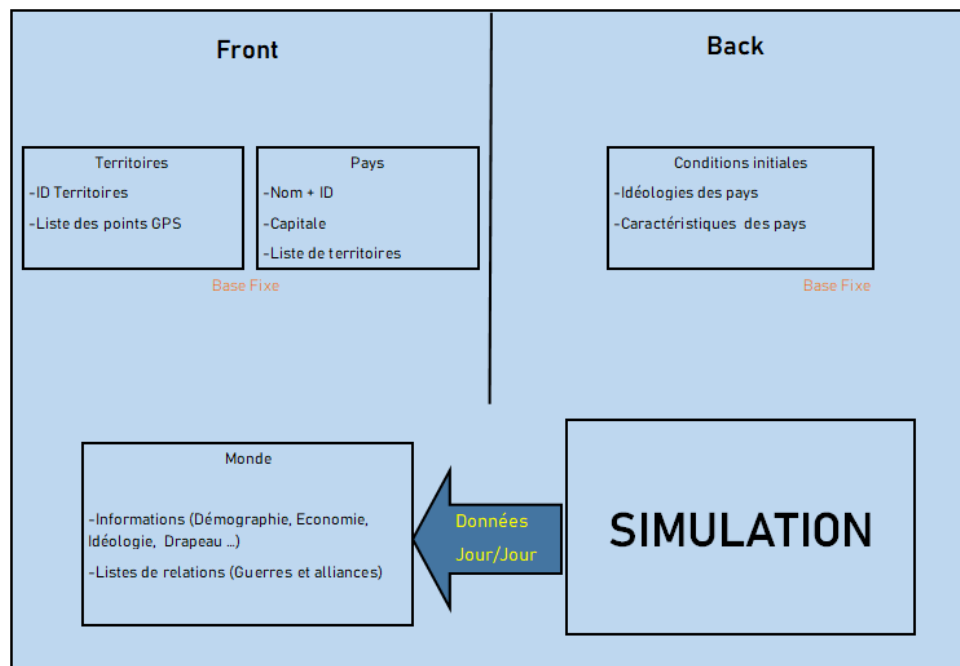 Front
Back
Territoires
-ID Territoires
-Liste des points GPS
Pays
-Nom + ID
-Capitale
-Liste de territoires
Base Fixe
Conditions initiales
-Idéologies des pays
-Caractéristiques des pays
Base Fixe
Monde
-Informations (Démographie, Economie,
Idéologie, Drapeau ...)
-Listes de relations (Guerres et alliances)
Données
Jour/Jour
SIMULATION